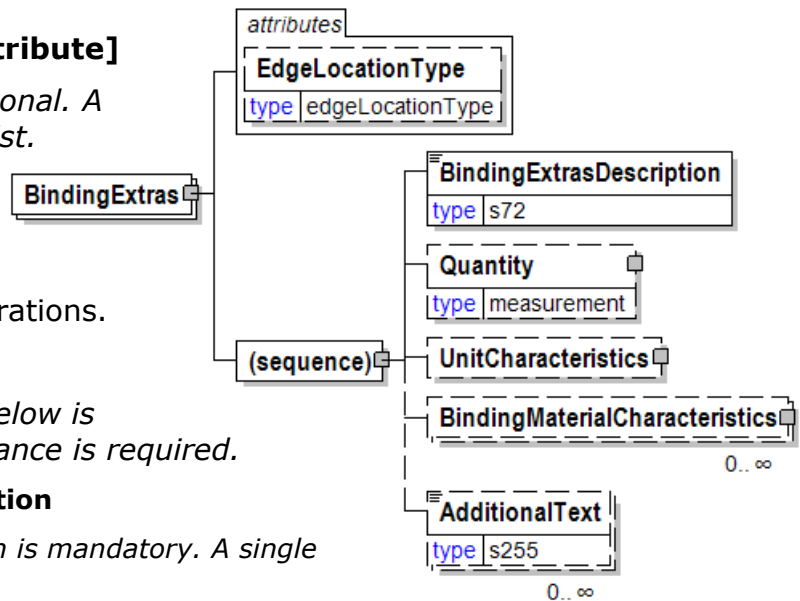 tribute]
onal. A
st.
rations.
elow is
ance is required.
tion
n is mandatory. A single
attributes
EdgeLocationType
type edgeLocationType
BindingExtras
BindingExtrasDescription
type s72
Quantity
type measurement
(sequence)
UnitCharacteristics
BindingMaterialCharacteristics
0.. ∞
AdditionalText
type s255
0.. ∞